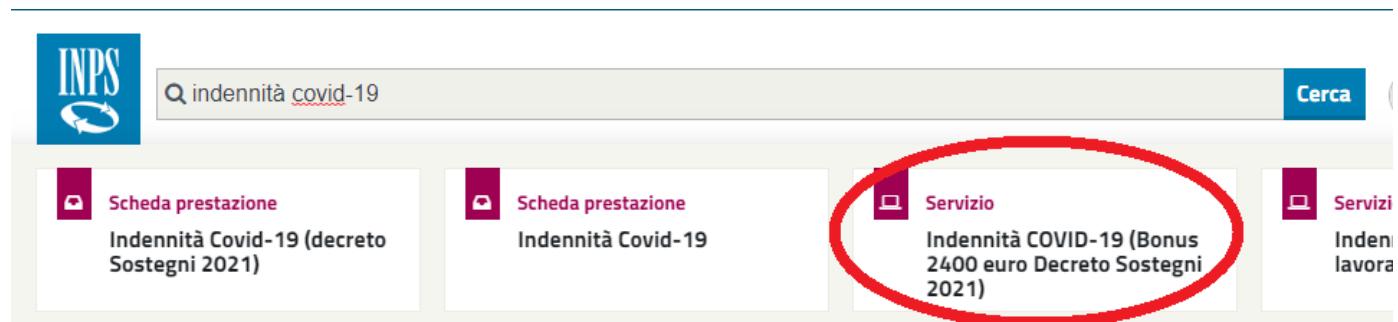 INPS
indennità covid-19
Cerca
Scheda prestazione
Indennità Covid-19 (decreto
Sostegni 2021)
Scheda prestazione
Indennità Covid-19
Servizio
Indennità COVID-19 (Bonus
2400 euro Decreto Sostegni
2021)